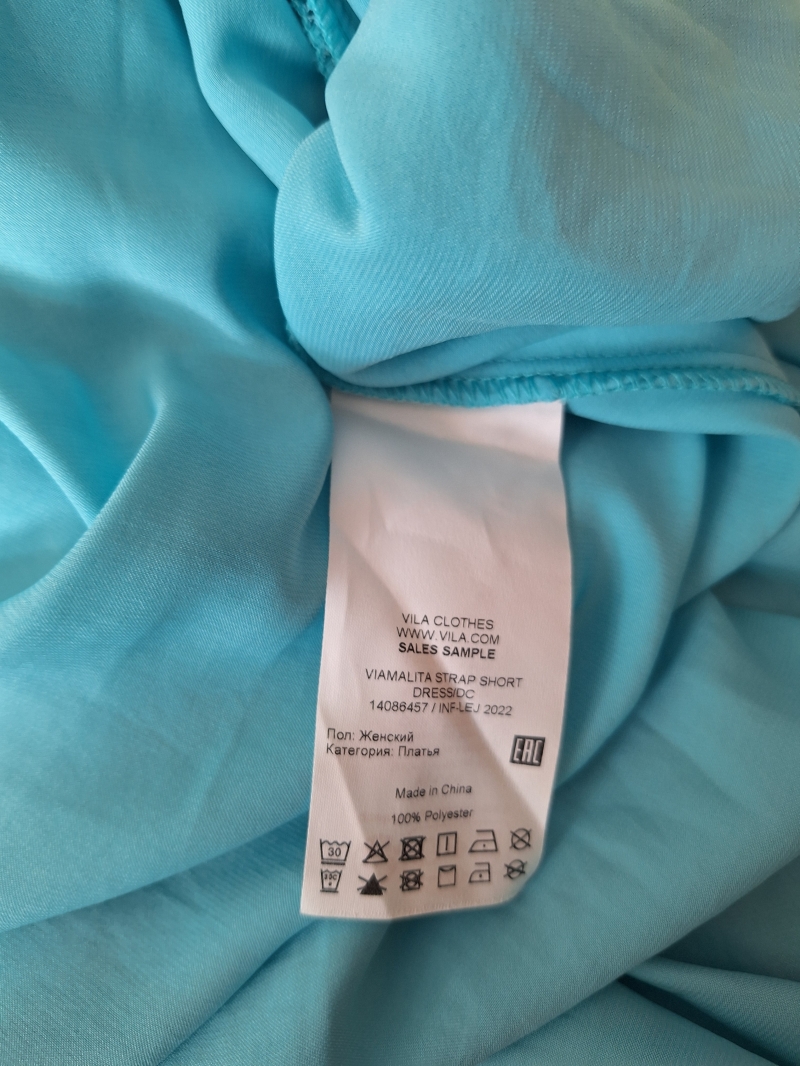 VILA CLOTHES
WWW.VILA.COM
SALES SAMPLE
VIAMALITA STRAP SHORT
DRESS/DC
14086457 / INF-LEJ 2022
Пол: Женский
Категория: Платья
EAC
Made in China
100% Polyester
30